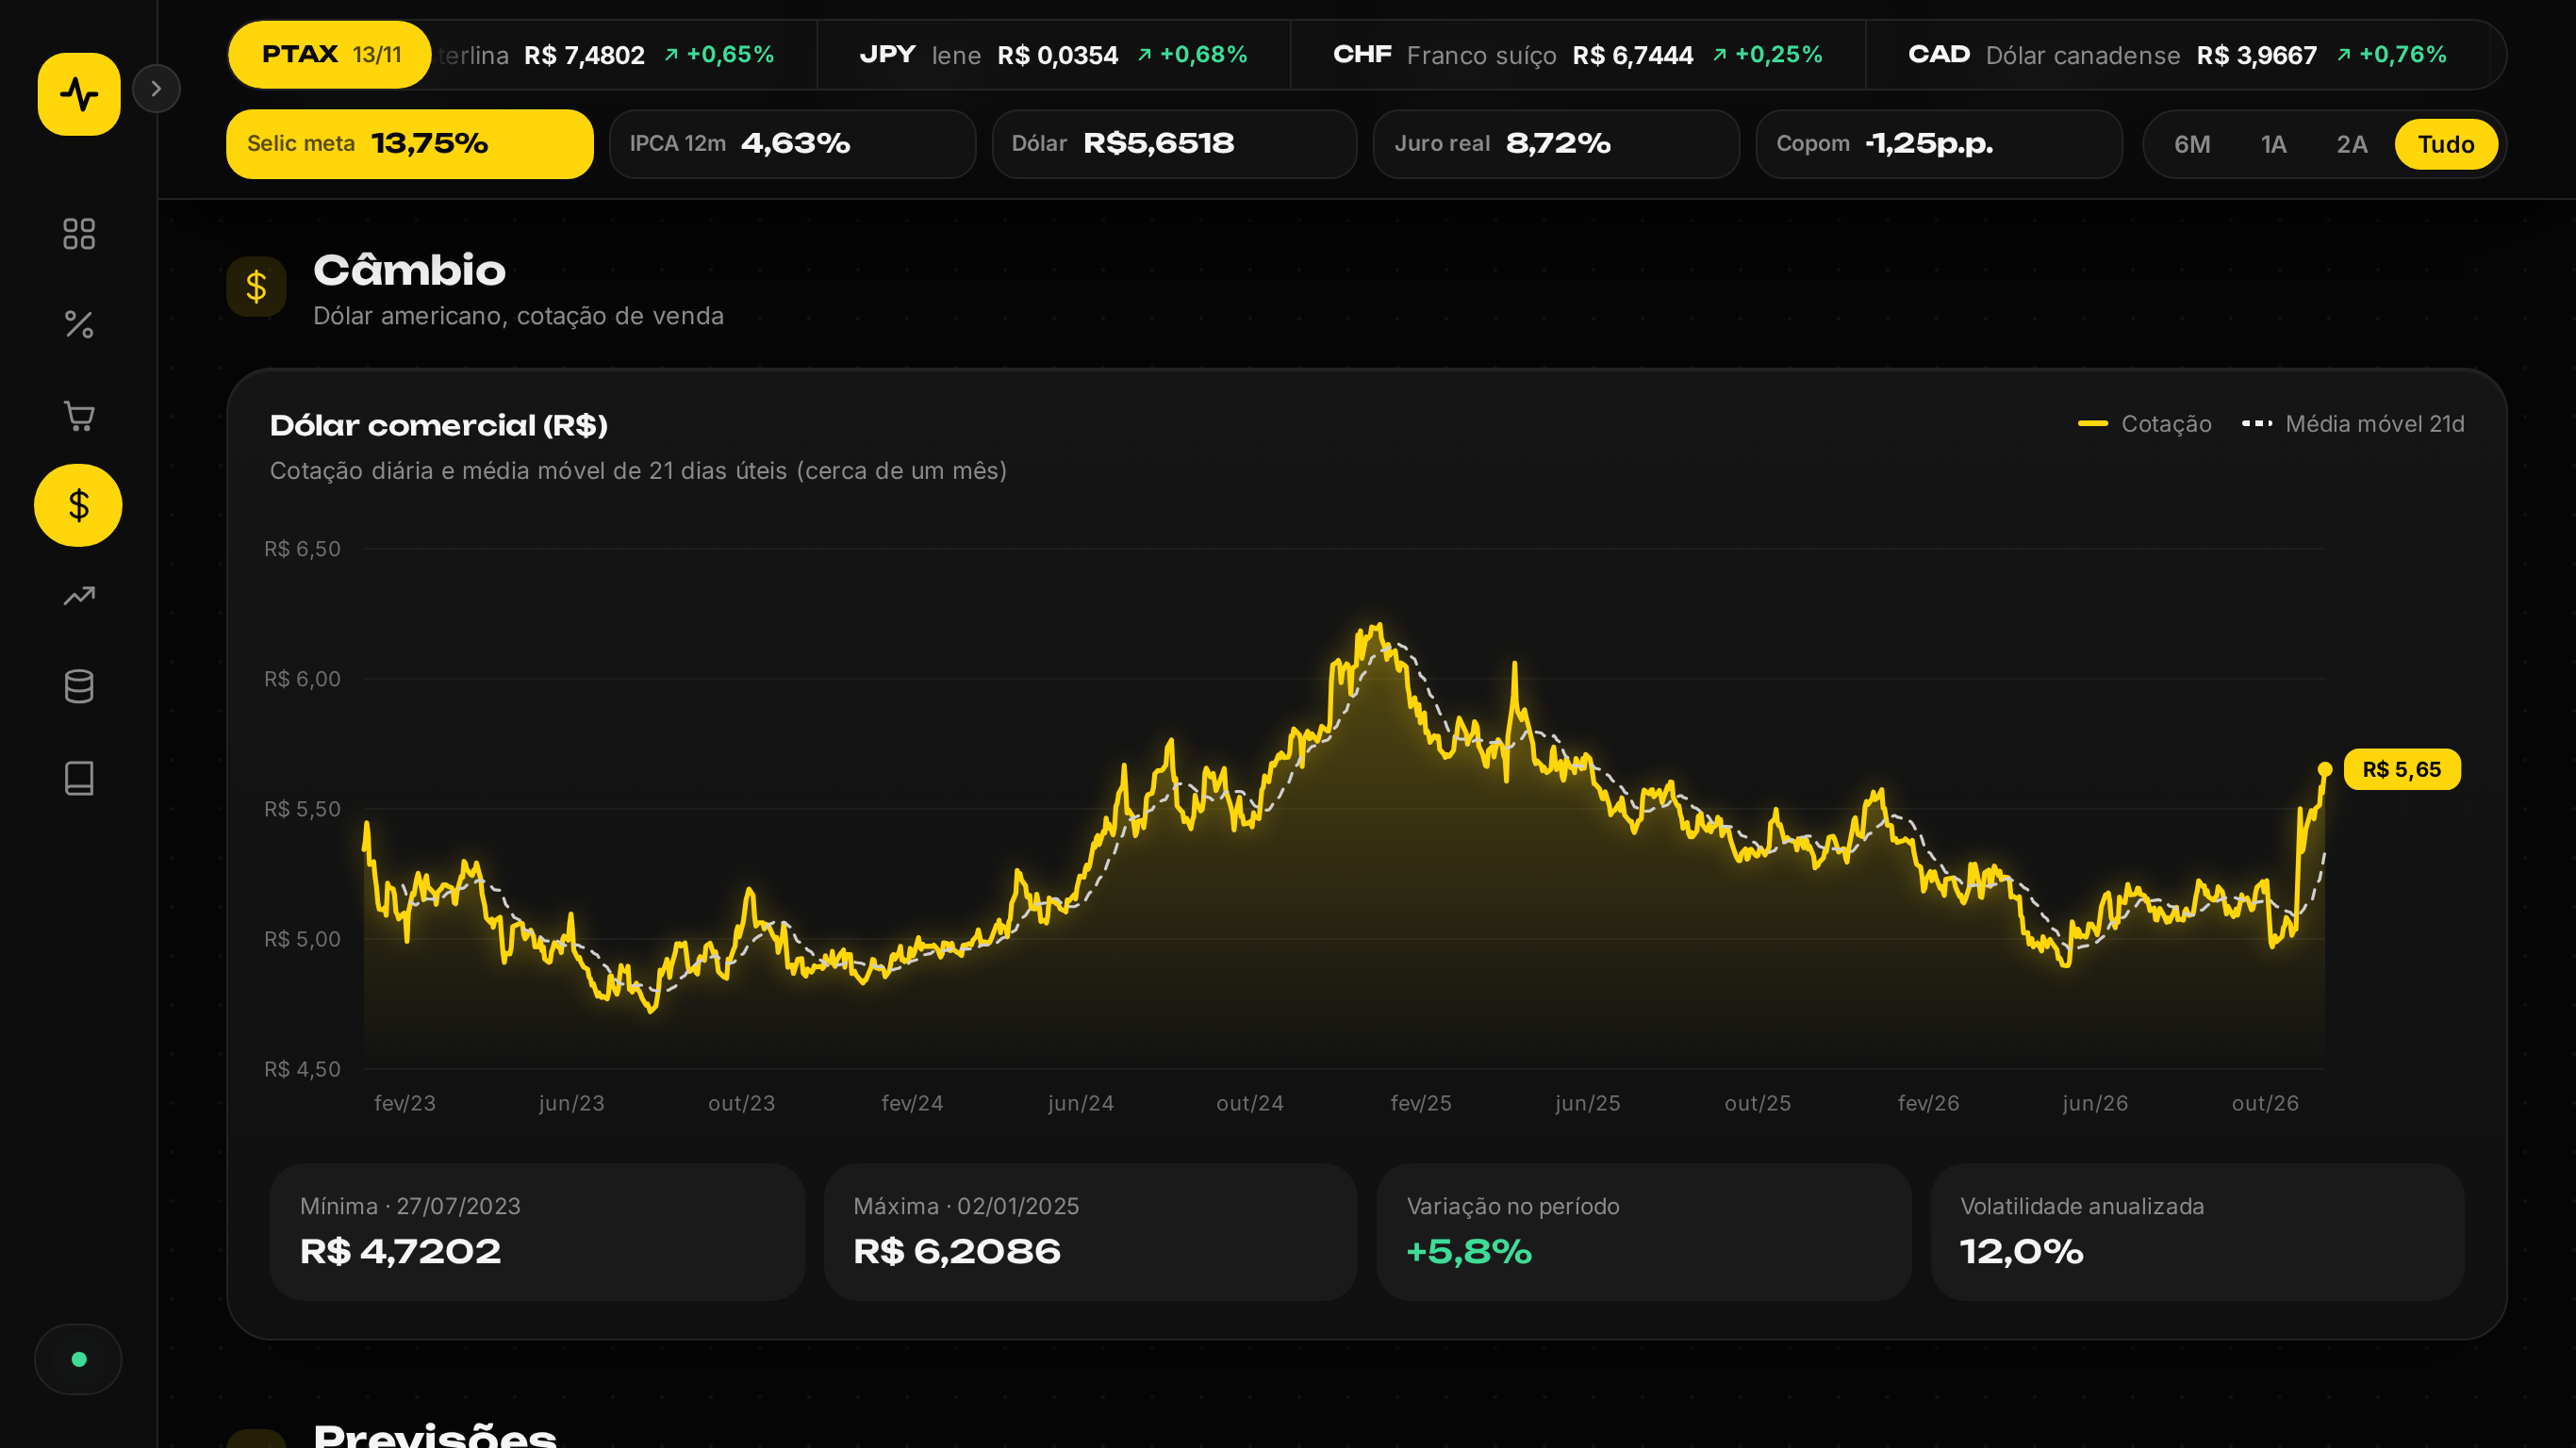 PTAX 13/11 terlina R$ 7,4802 +0,65% JPY Iene R$ 0,0354 +0,68% CHF Franco suíço R$ 6,7444 +0,25% CAD Dólar canadense R$ 3,9667 +0,76%
Selic meta 13,75% IPCA 12m 4,63% Dólar R$5,6518 Juro real 8,72% Copom -1,25p.p. 6M 1A 2A Tudo
Câmbio
Dólar americano, cotação de venda
Dólar comercial (R$)
Cotação Média móvel 21d
Cotação diária e média móvel de 21 dias úteis (cerca de um mês)
R$ 6,50
R$ 6,00
R$ 5,65
R$ 5,50
R$ 5,00
R$ 4,50
fev/23 jun/23 out/23 fev/24 jun/24 out/24 fev/25 jun/25 out/25 fev/26 jun/26 out/26
Mínima · 27/07/2023 Máxima · 02/01/2025 Variação no período Volatilidade anualizada
R$ 4,7202 R$ 6,2086 +5,8% 12,0%
Previsões